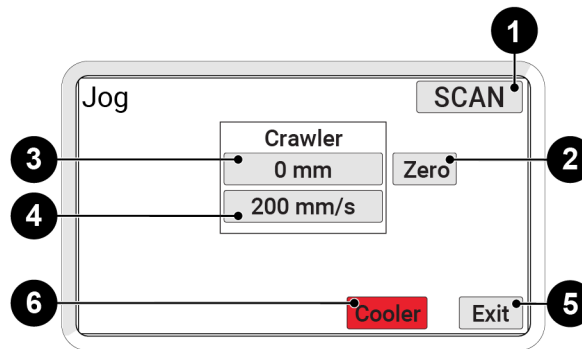 1
Jog
SCAN
Crawler
3
0 mm
Zero
2
4
200 mm/s
6
Cooler
Exit
5